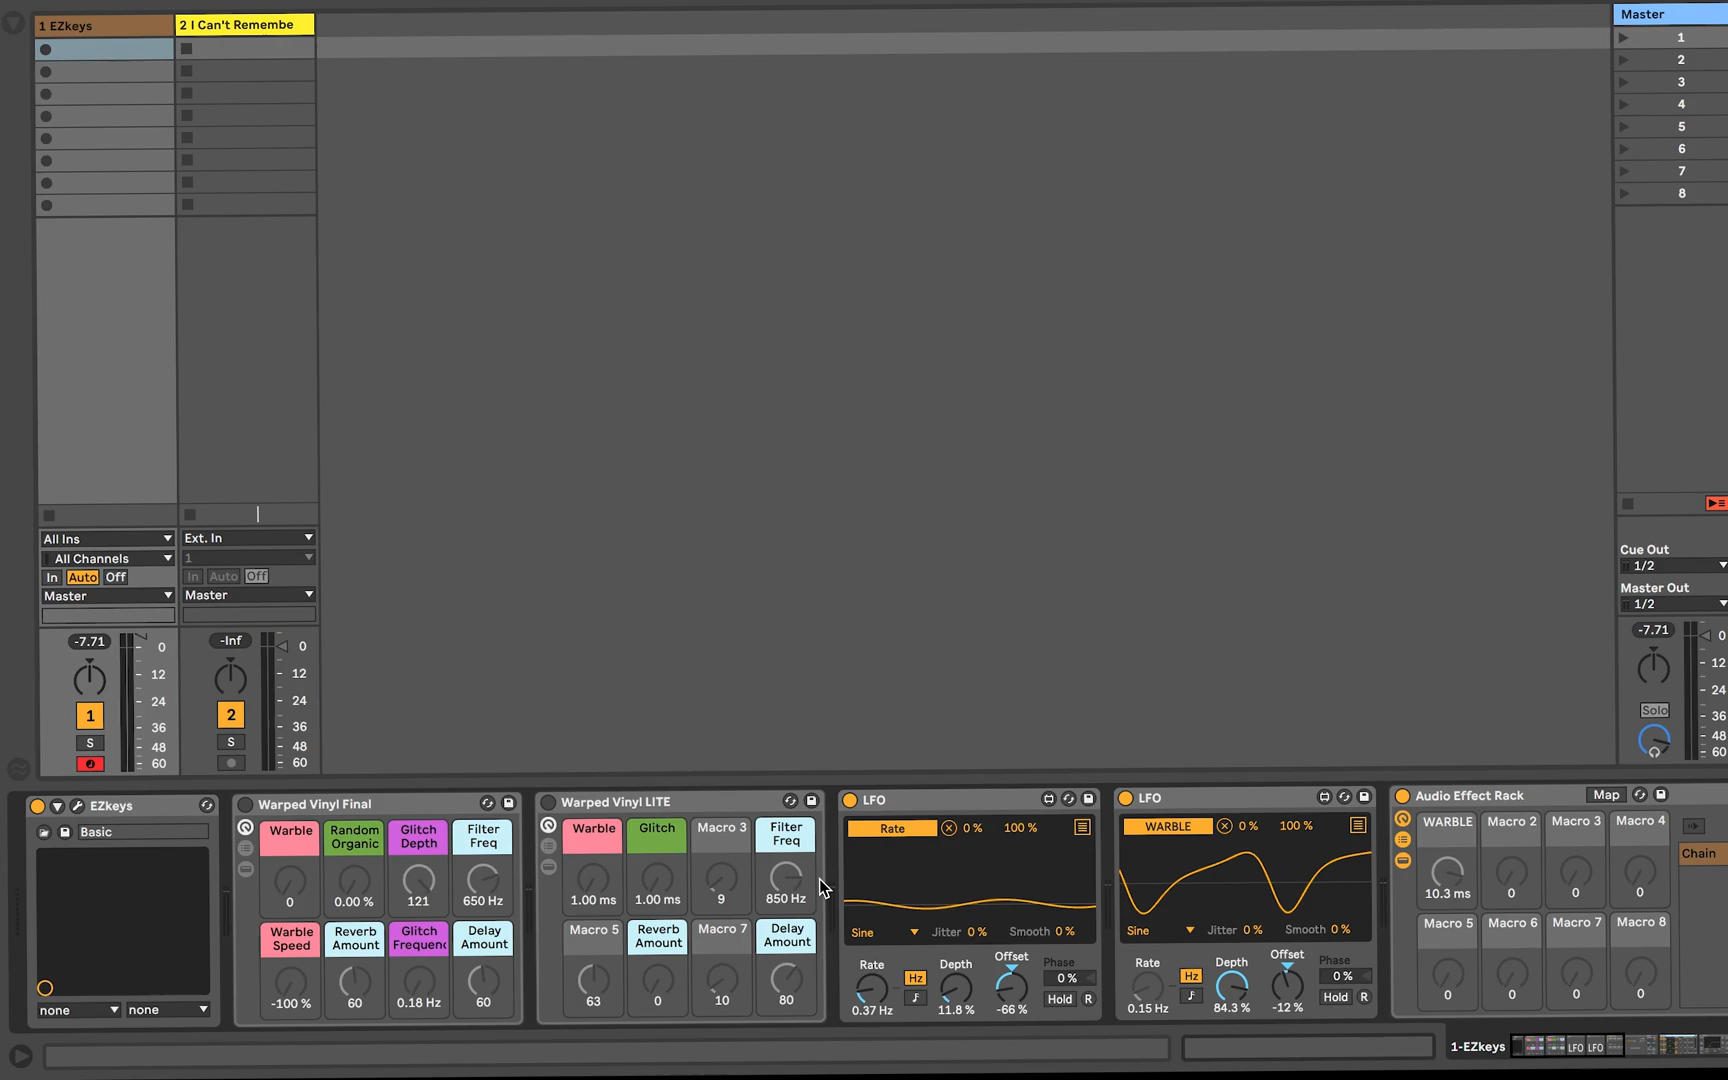 1 EZkeys
2 I Can't Remembe
Master
1
2
3
4
5
6
7
8
All Ins
Ext. In
All Channels
1
In Auto Off
In Auto Off
Master
Master
Cue Out
1/2
Master Out
1/2
-7.71
0
12
24
36
48
60
1
S
-Inf
0
12
24
36
48
60
2
S
-7.71
0
12
24
36
48
60
Solo
EZkeys
Basic
none
none
Warped Vinyl Final
Warble
Random Organic
Glitch Depth
Filter Freq
0
0.00 %
121
650 Hz
Warble Speed
Reverb Amount
Glitch Frequenc
Delay Amount
-100 %
60
0.18 Hz
60
Warped Vinyl LITE
Warble
Glitch
Macro 3
Filter Freq
1.00 ms
1.00 ms
9
850 Hz
Macro 5
Reverb Amount
Macro 7
Delay Amount
63
0
10
80
LFO
Rate
0 %
100 %
Sine
Jitter 0 %
Smooth 0 %
Rate
Hz
Depth
Offset
Phase
0 %
Hold
R
0.37 Hz
11.8 %
-66 %
LFO
WARBLE
0 %
100 %
Sine
Jitter 0 %
Smooth 0 %
Rate
Hz
Depth
Offset
Phase
0 %
Hold
R
0.15 Hz
84.3 %
-12 %
Audio Effect Rack
Map
WARBLE
Macro 2
Macro 3
Macro 4
10.3 ms
0
0
0
Macro 5
Macro 6
Macro 7
Macro 8
0
0
0
0
Chain
1-EZkeys
LFO
LFO